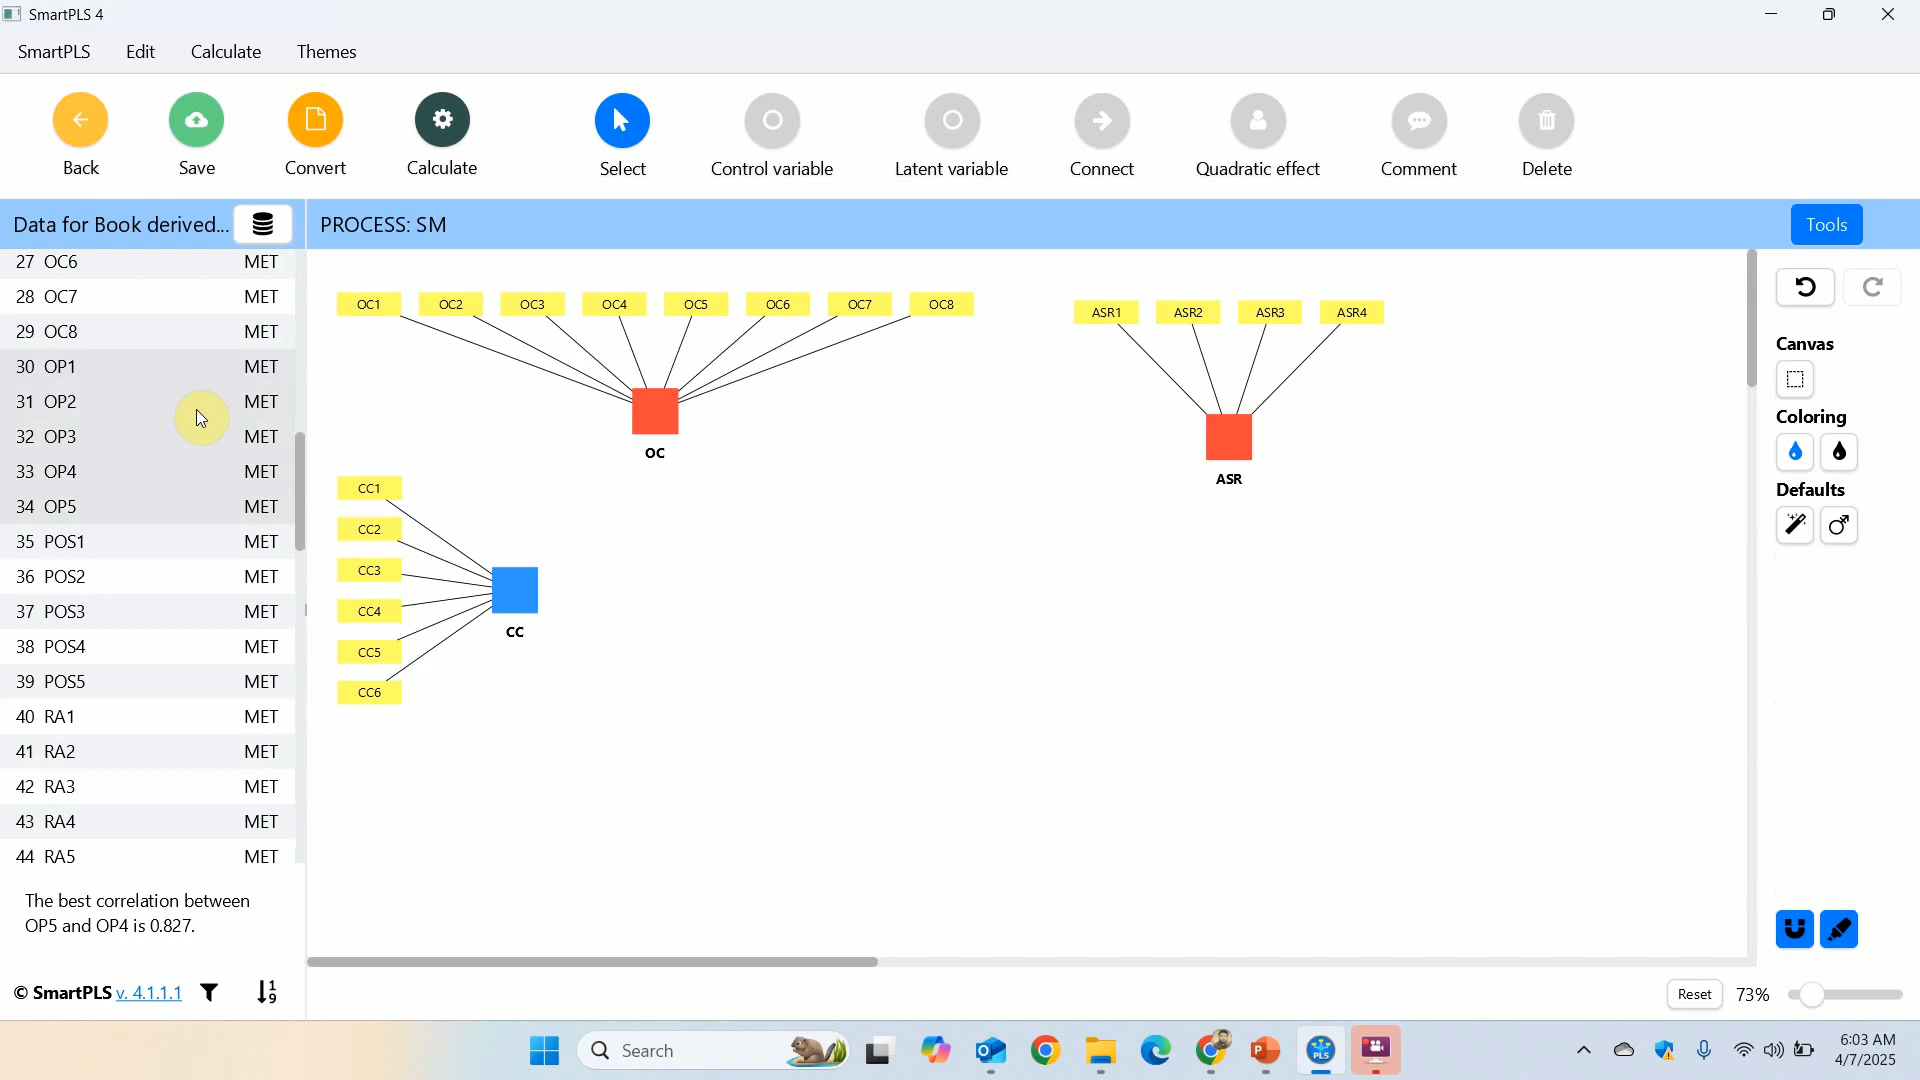 SmartPLS 4
SmartPLS Edit Calculate Themes
Back Save Convert Calculate Select Control variable Latent variable Connect Quadratic effect Comment Delete
Data for Book derived... PROCESS: SM Tools
27 OC6 MET
28 OC7 MET
29 OC8 MET
30 OP1 MET
31 OP2 MET
32 OP3 MET
33 OP4 MET
34 OP5 MET
35 POS1 MET
36 POS2 MET
37 POS3 MET
38 POS4 MET
39 POS5 MET
40 RA1 MET
41 RA2 MET
42 RA3 MET
43 RA4 MET
44 RA5 MET
The best correlation between
OP5 and OP4 is 0.827.
© SmartPLS v. 4.1.1.1
OC1 OC2 OC3 OC4 OC5 OC6 OC7 OC8
OC
ASR1 ASR2 ASR3 ASR4
ASR
CC1
CC2
CC3
CC4
CC5
CC6
CC
Canvas
Coloring
Defaults
Reset 73%
Search
PLS
6:03 AM
4/7/2025